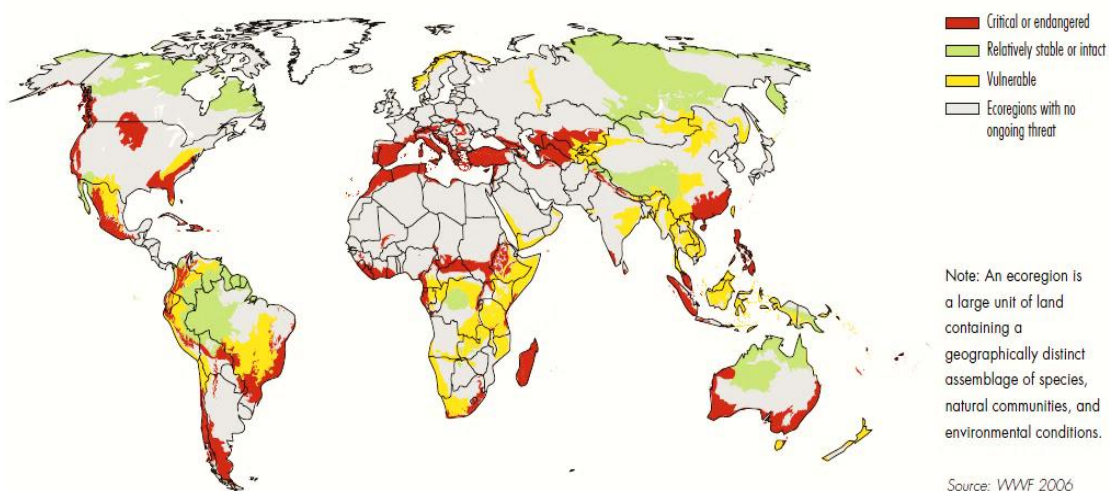 Critical or endangered
Relatively stable or intact
Vulnerable
Ecoregions with no
ongoing threat
Note: An ecoregion is
a large unit of land
containing a
geographically distinct
assemblage of species,
natural communities, and
environmental conditions.
Source: WWF 2006